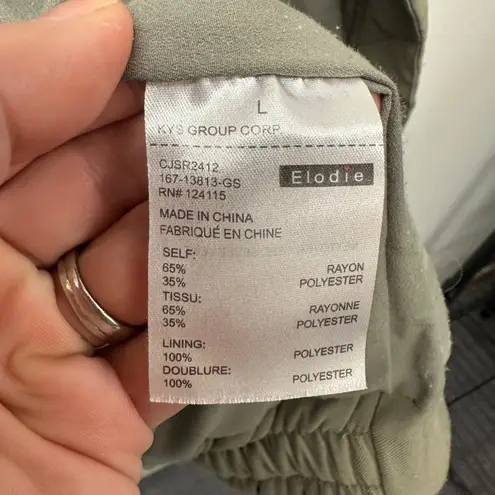 L
KYS GROUP CORP.
CJSR2412
167-13813-GS
RN# 124115
Elodie
MADE IN CHINA
FABRIQUÉ EN CHINE
SELF:
65% RAYON
35% POLYESTER
TISSU:
65% RAYONNE
35% POLYESTER
LINING:
100% POLYESTER
DOUBLURE:
100% POLYESTER